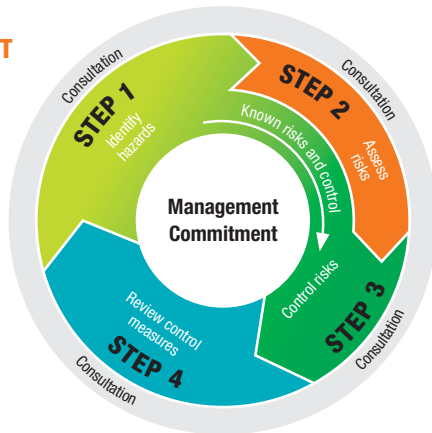 T
Consultation
STEP 1
Identify
hazards
Consultation
STEP 2
Assess
risks
Known risks and control
Management
Commitment
Control risks
STEP 3
Consultation
Review control
measures
STEP 4
Consultation